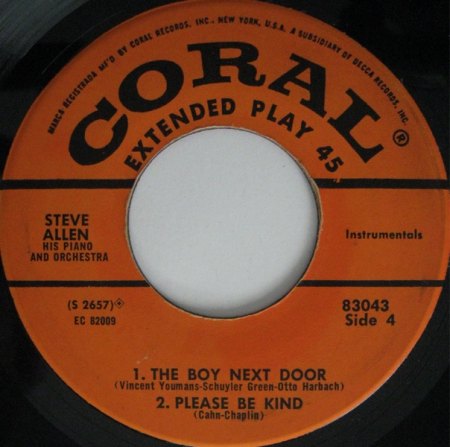 MARCA REGISTRADA MF'D BY CORAL RECORDS, INC., NEW YORK, U.S.A. A SUBSIDIARY OF DECCA RECORDS, INC.
CORAL®
EXTENDED PLAY 45
STEVE
ALLEN
HIS PIANO
AND ORCHESTRA
Instrumentals
(S 2657)
EC 82009
83043
Side 4
1. THE BOY NEXT DOOR
(Vincent Youmans-Schuyler Green-Otto Harbach)
2. PLEASE BE KIND
(Cahn-Chaplin)